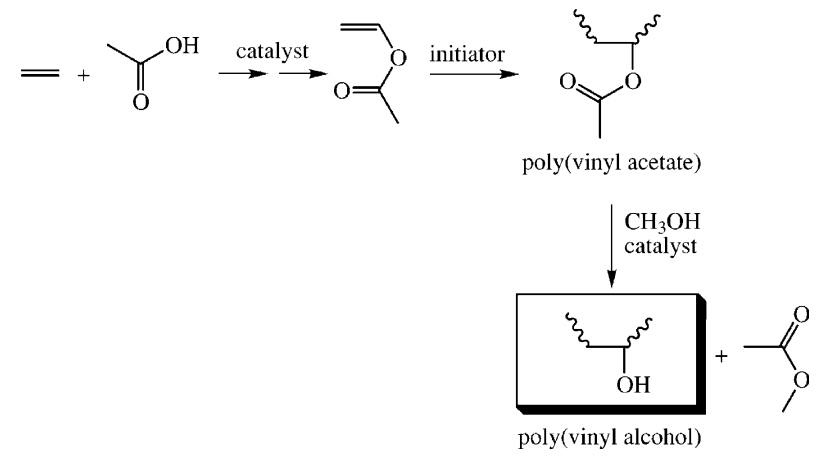 +
OH
O
catalyst
O
O
initiator
O
O
poly(vinyl acetate)
CH₃OH
catalyst
OH
+
O
O
poly(vinyl alcohol)